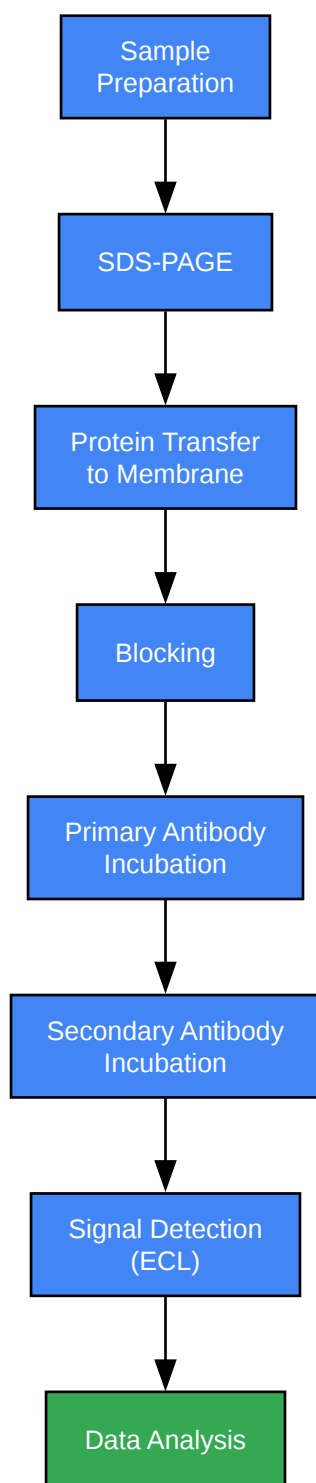 Sample
Preparation
SDS-PAGE
Protein Transfer
to Membrane
Blocking
Primary Antibody
Incubation
Secondary Antibody
Incubation
Signal Detection
(ECL)
Data Analysis